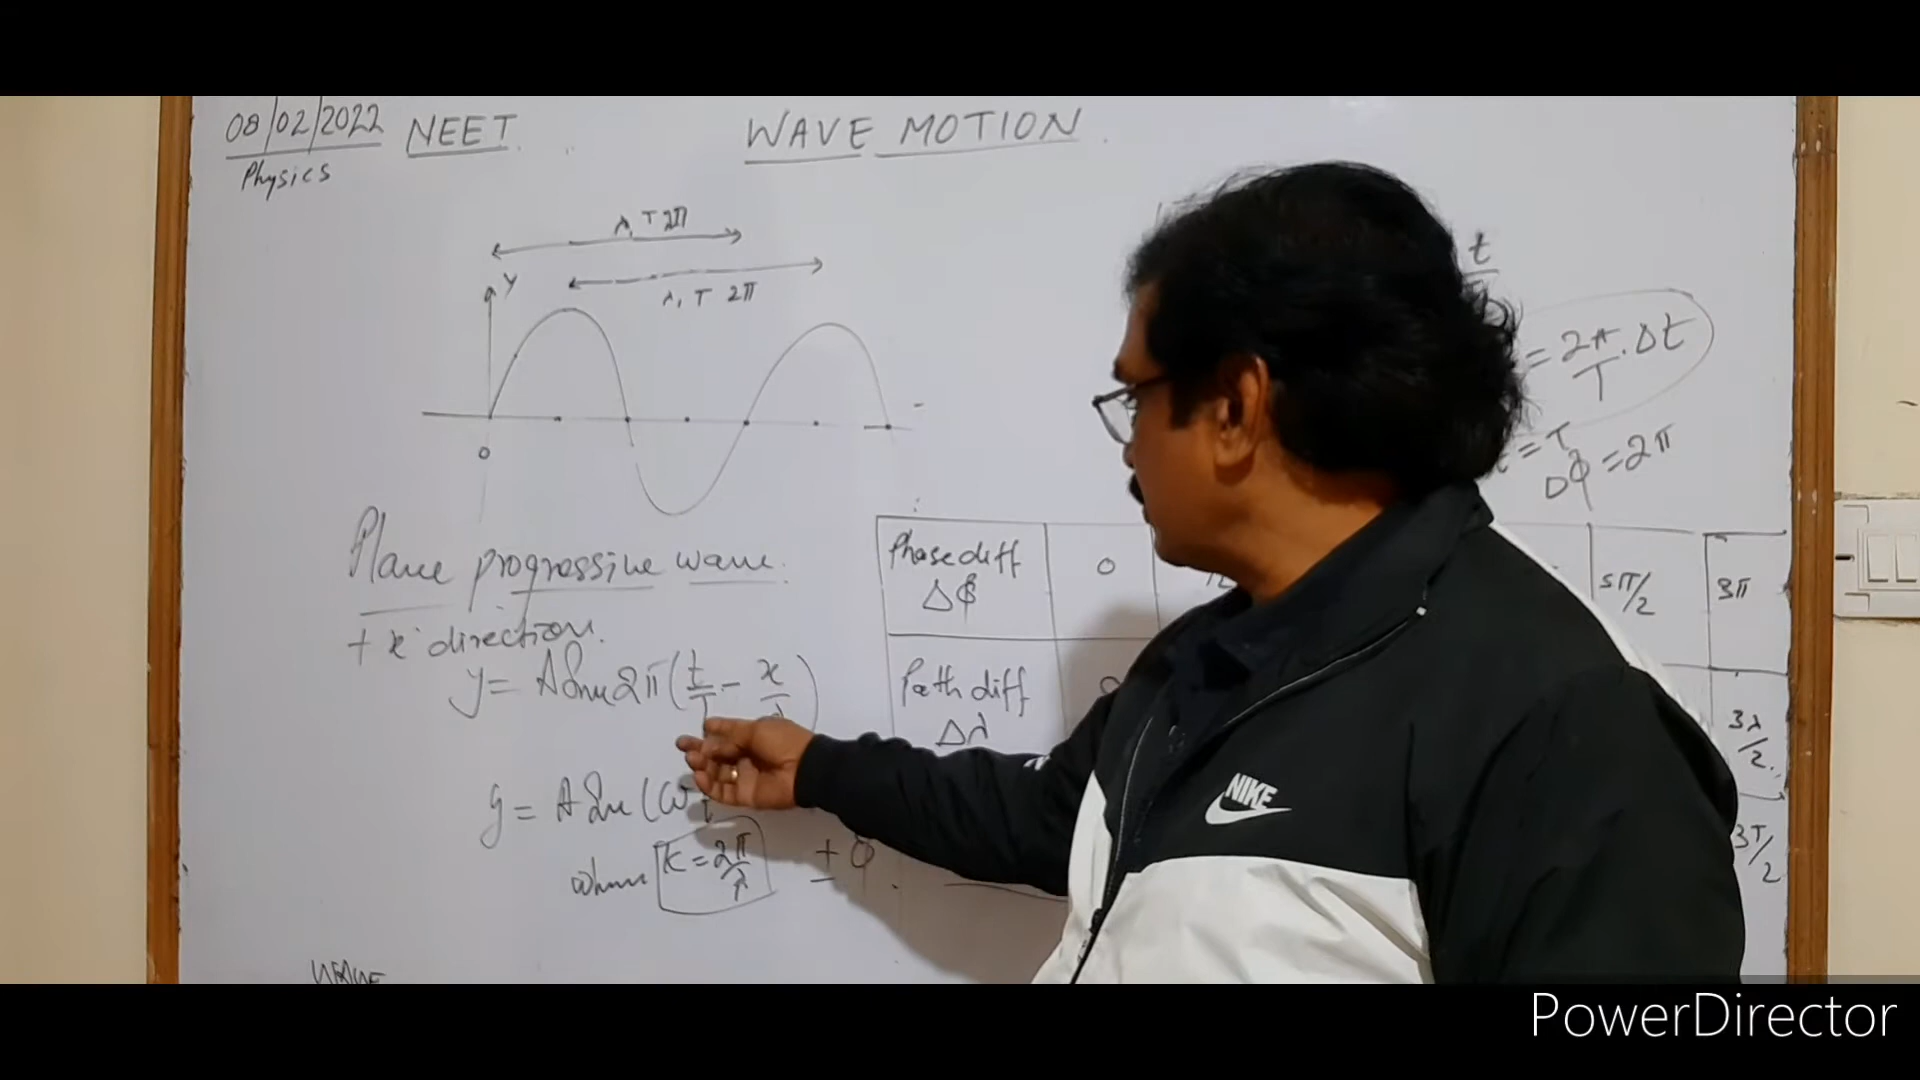 08/02/2022 NEET.
Physics
WAVE MOTION.
λ, T 2π
λ, T 2π
y
0
t
= 2π/T . Δt
= T
Δϕ = 2π
Plane progressive wave.
+ x direction.
y = A Sin 2π (t/T - x/λ)
y = A Sin (ωt
where K = 2π/λ ± ϕ.
Phase diff Δϕ 0 5π/2 3π
Path diff Δλ 3λ/2
3T/2
NIKE
PowerDirector